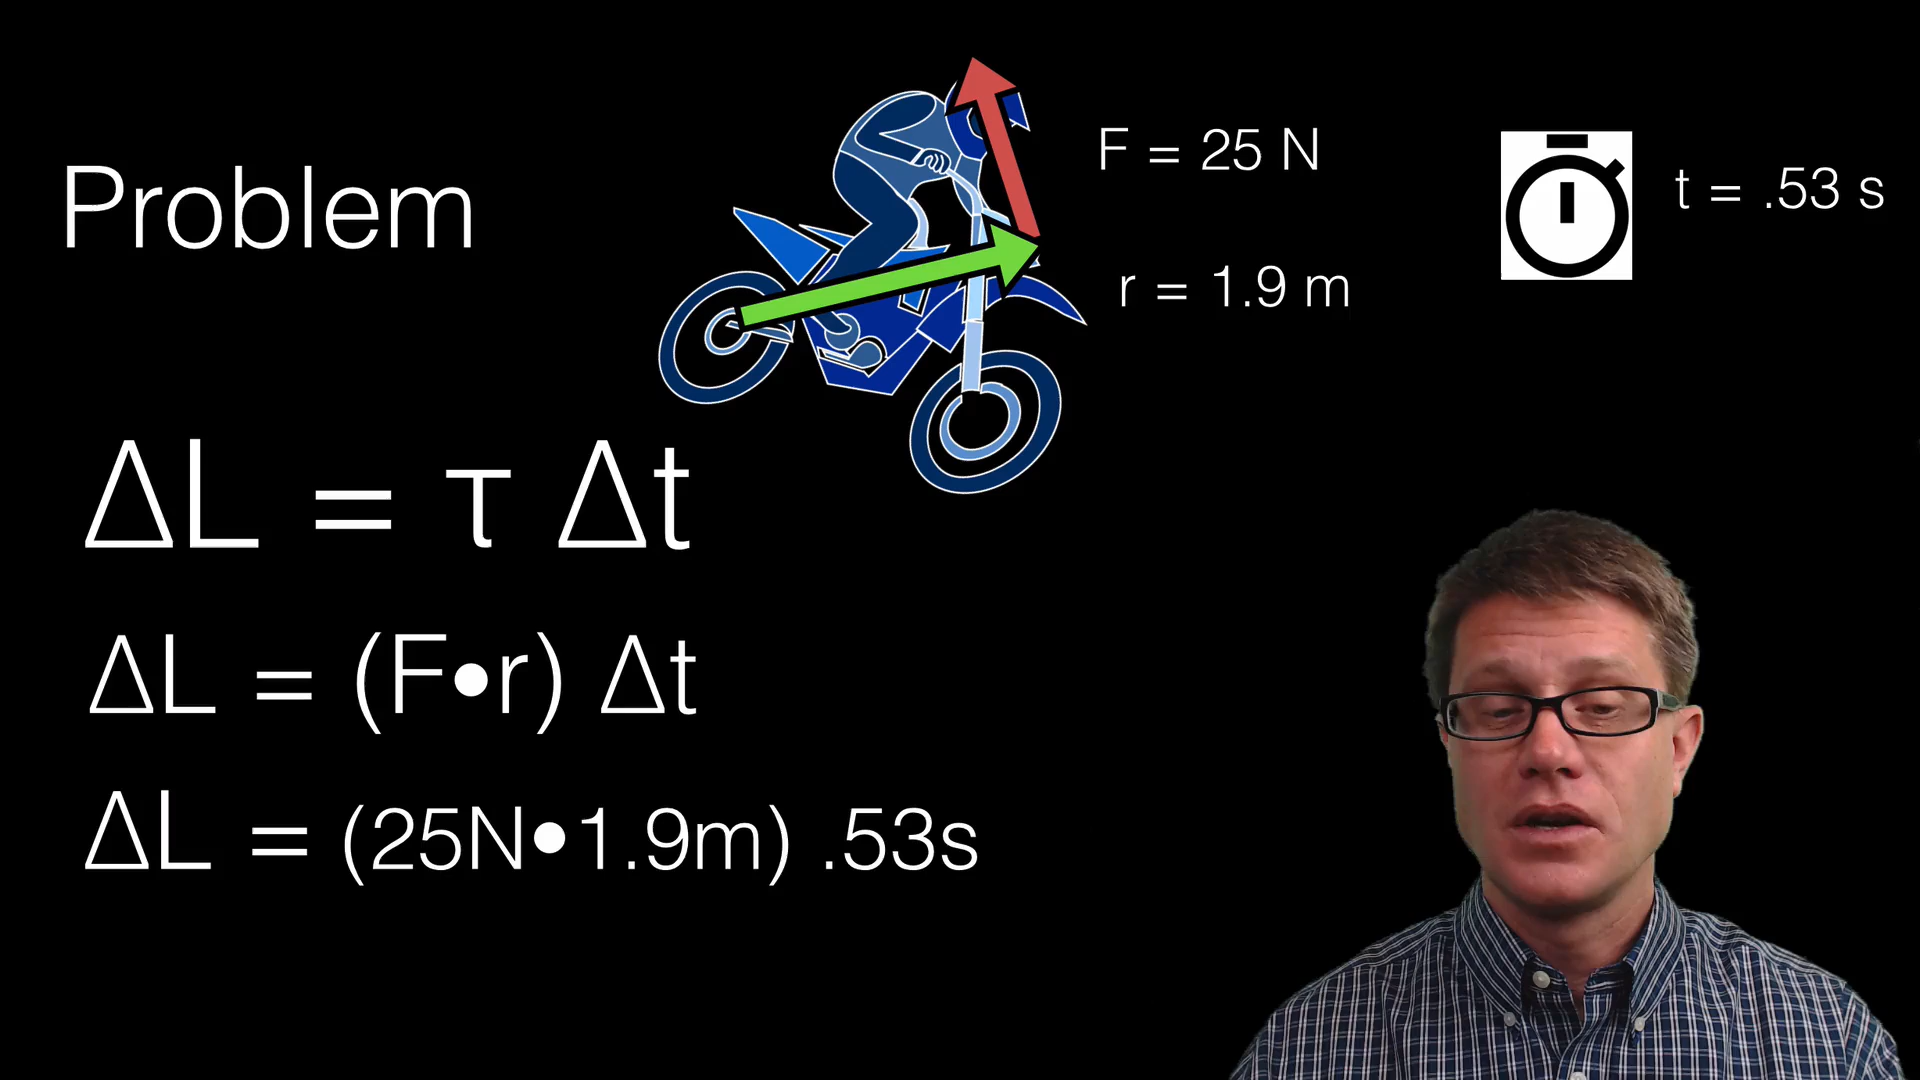 Problem
F = 25 N
r = 1.9 m
t = .53 s
ΔL = τ Δt
ΔL = (F•r) Δt
ΔL = (25N•1.9m) .53s